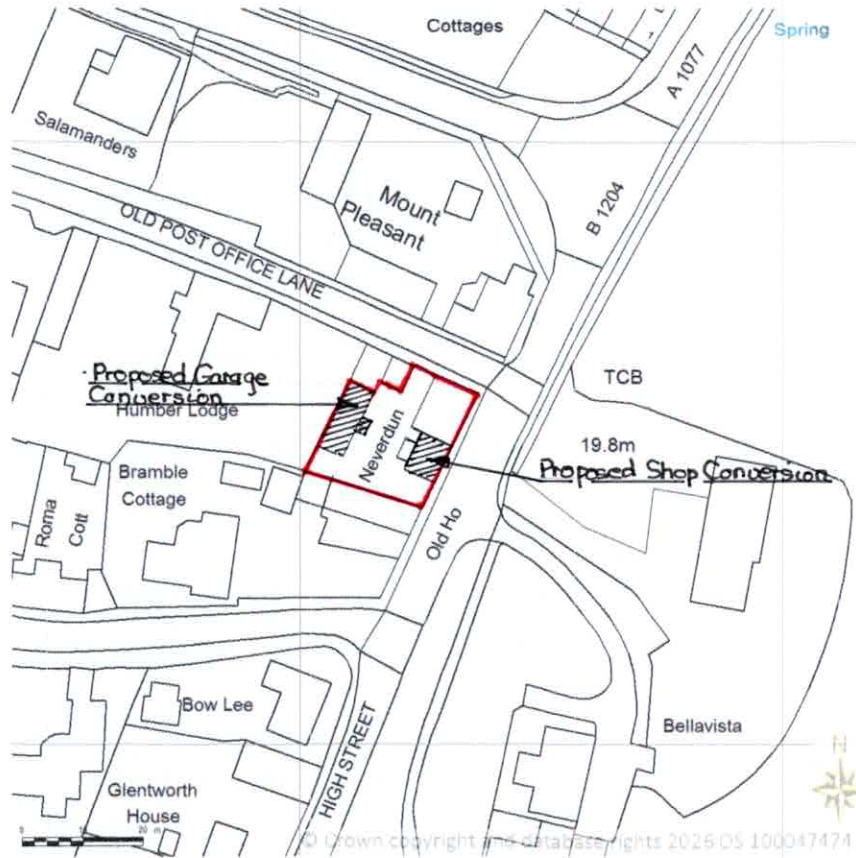 Cottages
Spring
A 1077
Salamanders
Mount
Pleasant
B 1204
OLD POST OFFICE LANE
Proposed Garage
Conversion
Humber Lodge
TCB
Neverdun
19.8m
Proposed Shop Conversion
Bramble
Cottage
Roma
Cott
Old Ho
Bow Lee
Bellavista
HIGH STREET
Glentworth
House
N
0
10
20 m
© Crown copyright and database rights 2026 OS 100047474